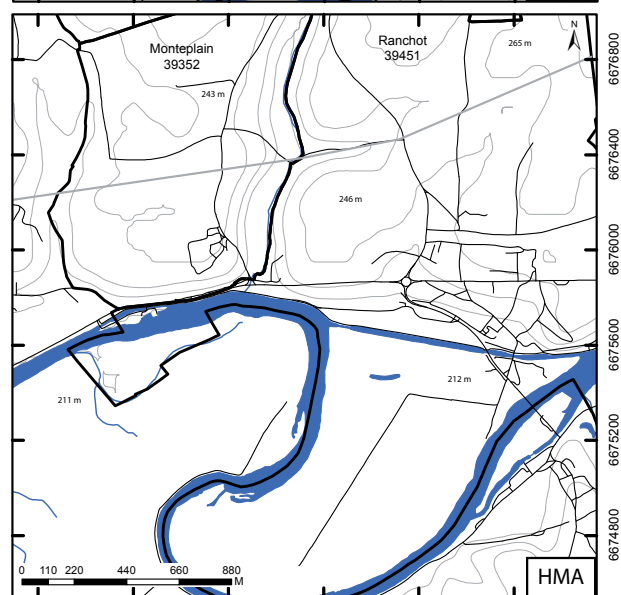 N
Monteplain
39352
Ranchot
39451
265 m
243 m
246 m
212 m
211 m
6676800
6676400
6676000
6675600
6675200
6674800
0 110 220 440 660 880
M
HMA